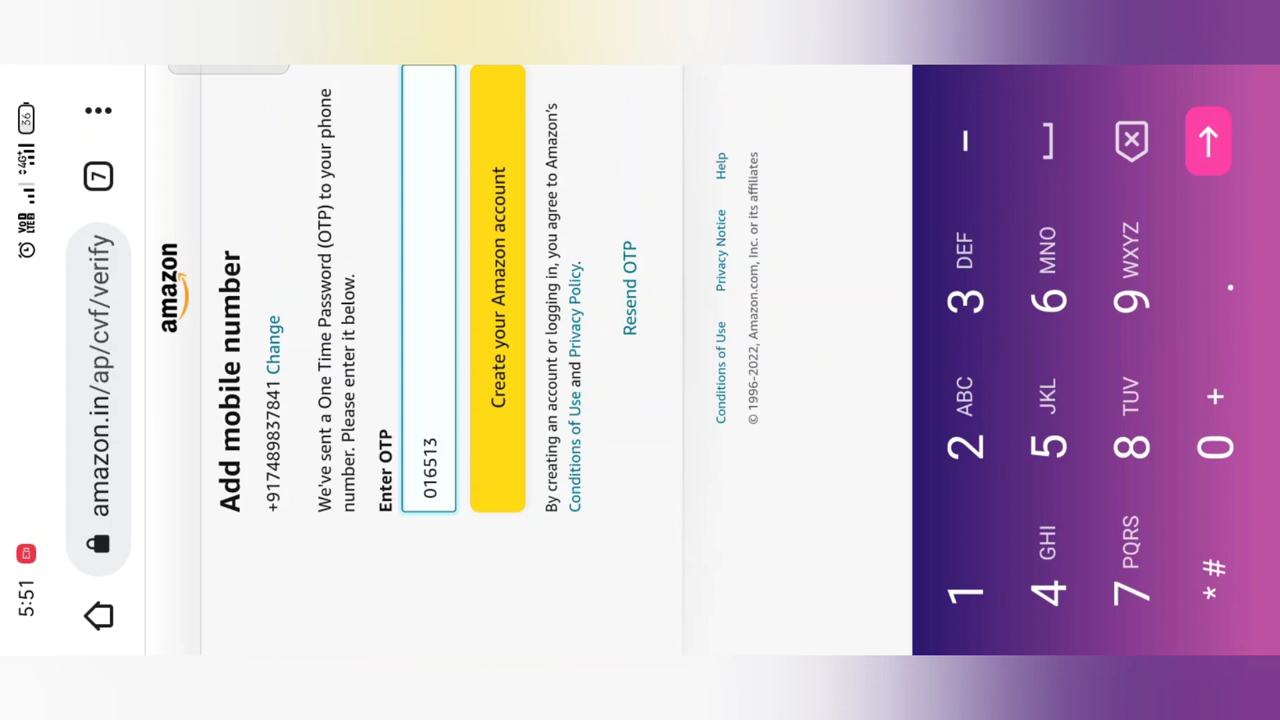 5:51
VoD LTED 4G+ 36
amazon.in/ap/cvf/verify 7
amazon
Add mobile number
+917489837841 Change
We've sent a One Time Password (OTP) to your phone
number. Please enter it below.
Enter OTP
016513
Create your Amazon account
By creating an account or logging in, you agree to Amazon's
Conditions of Use and Privacy Policy.
Resend OTP
Conditions of Use Privacy Notice Help
© 1996-2022, Amazon.com, Inc. or its affiliates
1 2 ABC 3 DEF -
4 GHI 5 JKL 6 MNO
7 PQRS 8 TUV 9 WXYZ
* # 0 + .